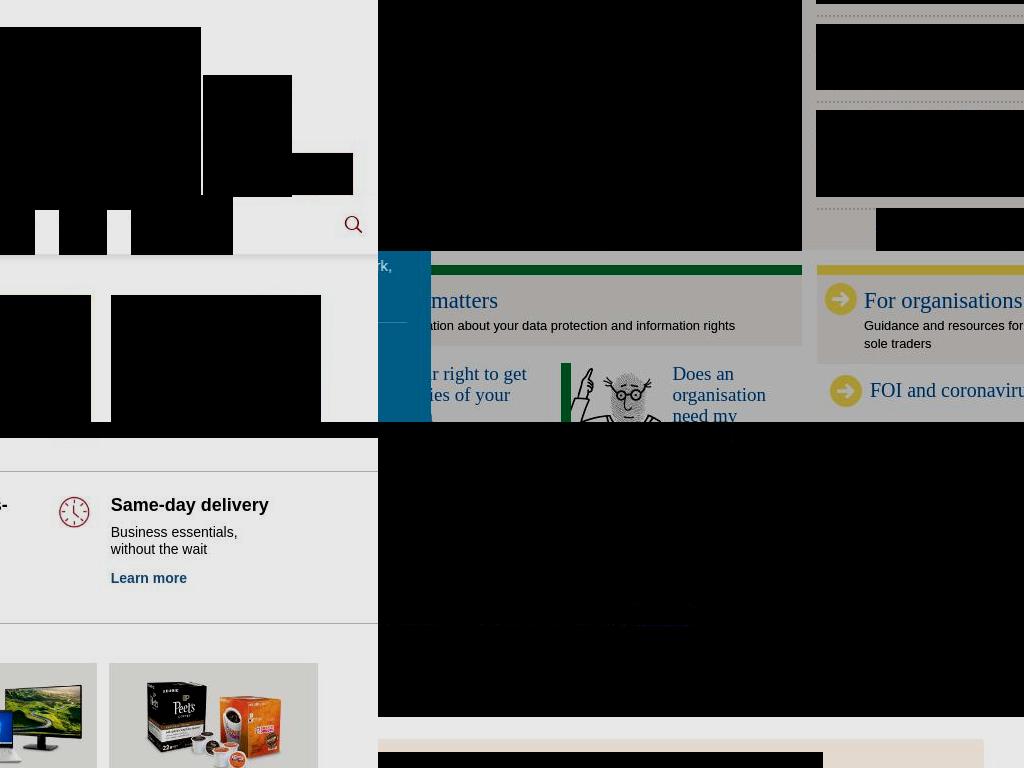 rk,
matters
ation about your data protection and information rights
For organisations
Guidance and resources for
sole traders
r right to get
ies of your
Does an
organisation
need my
FOI and coronaviru
s-
Same-day delivery
Business essentials,
without the wait
Learn more
Peet's